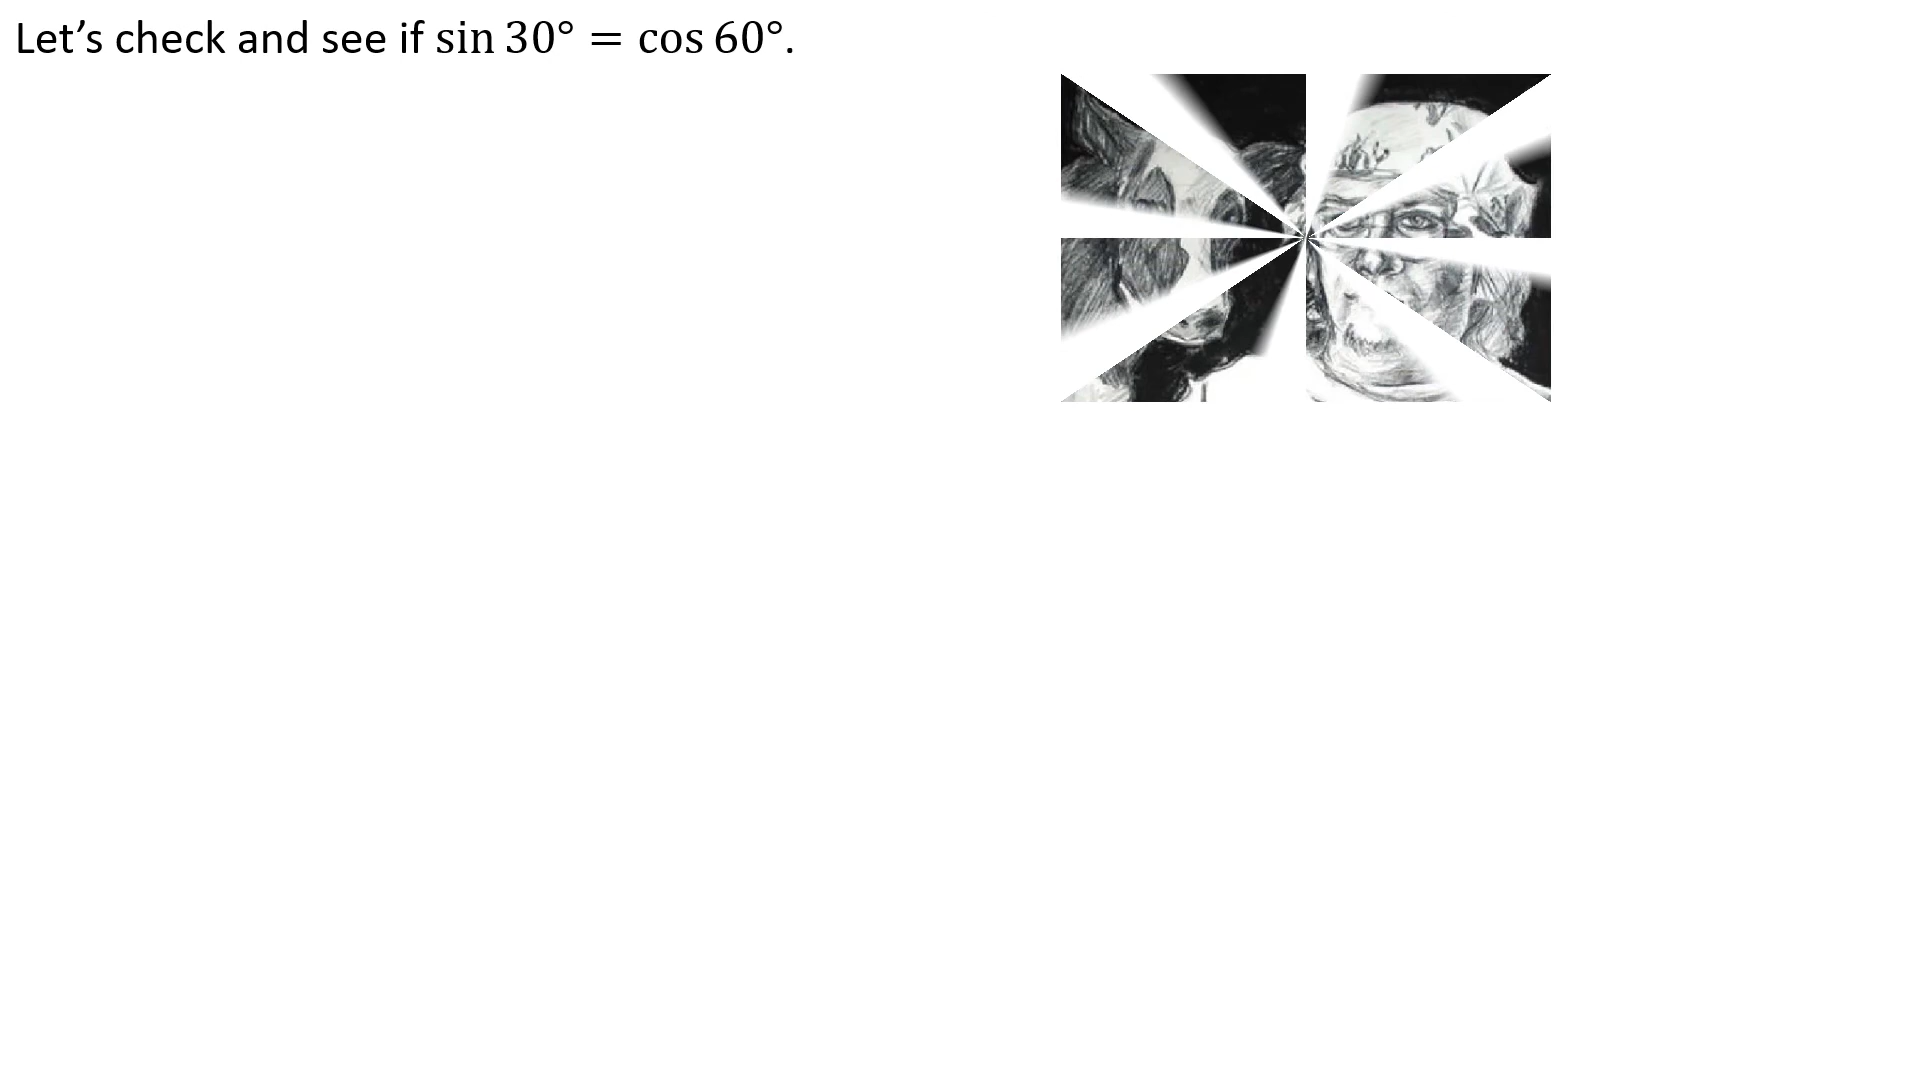 Let’s check and see if sin 30° = cos 60°.